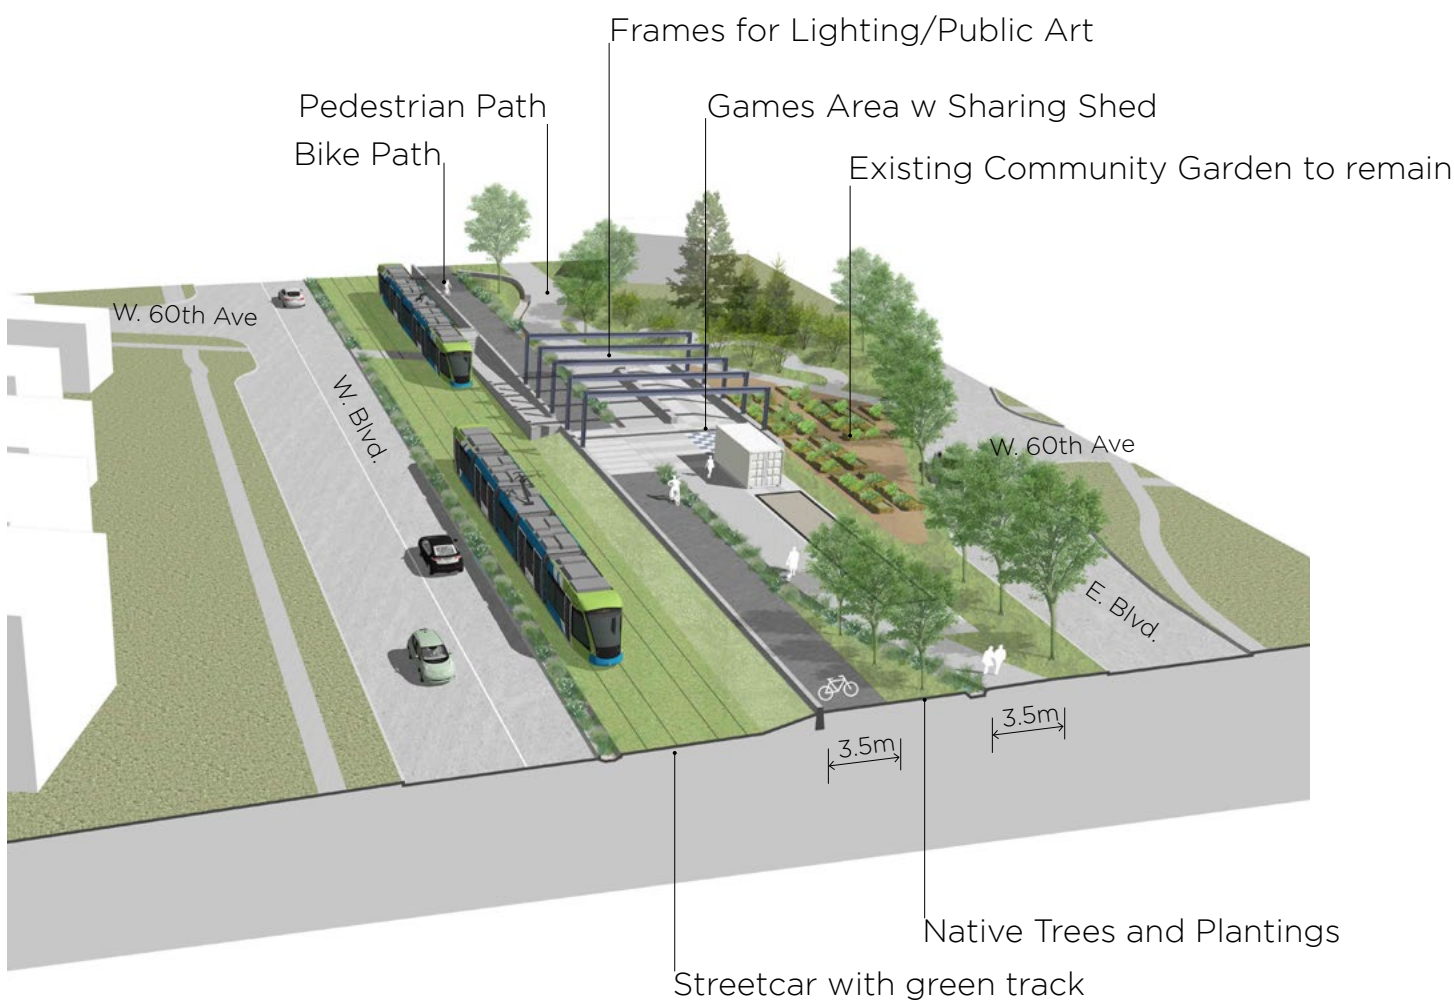 Frames for Lighting/Public Art
Pedestrian Path
Games Area w Sharing Shed
Bike Path
Existing Community Garden to remain
W. 60th Ave
W. Blvd.
W. 60th Ave
E. Blvd.
3.5m
3.5m
Native Trees and Plantings
Streetcar with green track